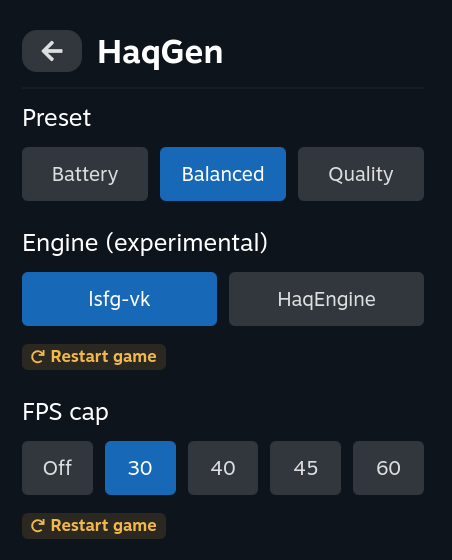 HaqGen
Preset
Battery Balanced Quality
Engine (experimental)
lsfg-vk HaqEngine
Restart game
FPS cap
Off 30 40 45 60
Restart game